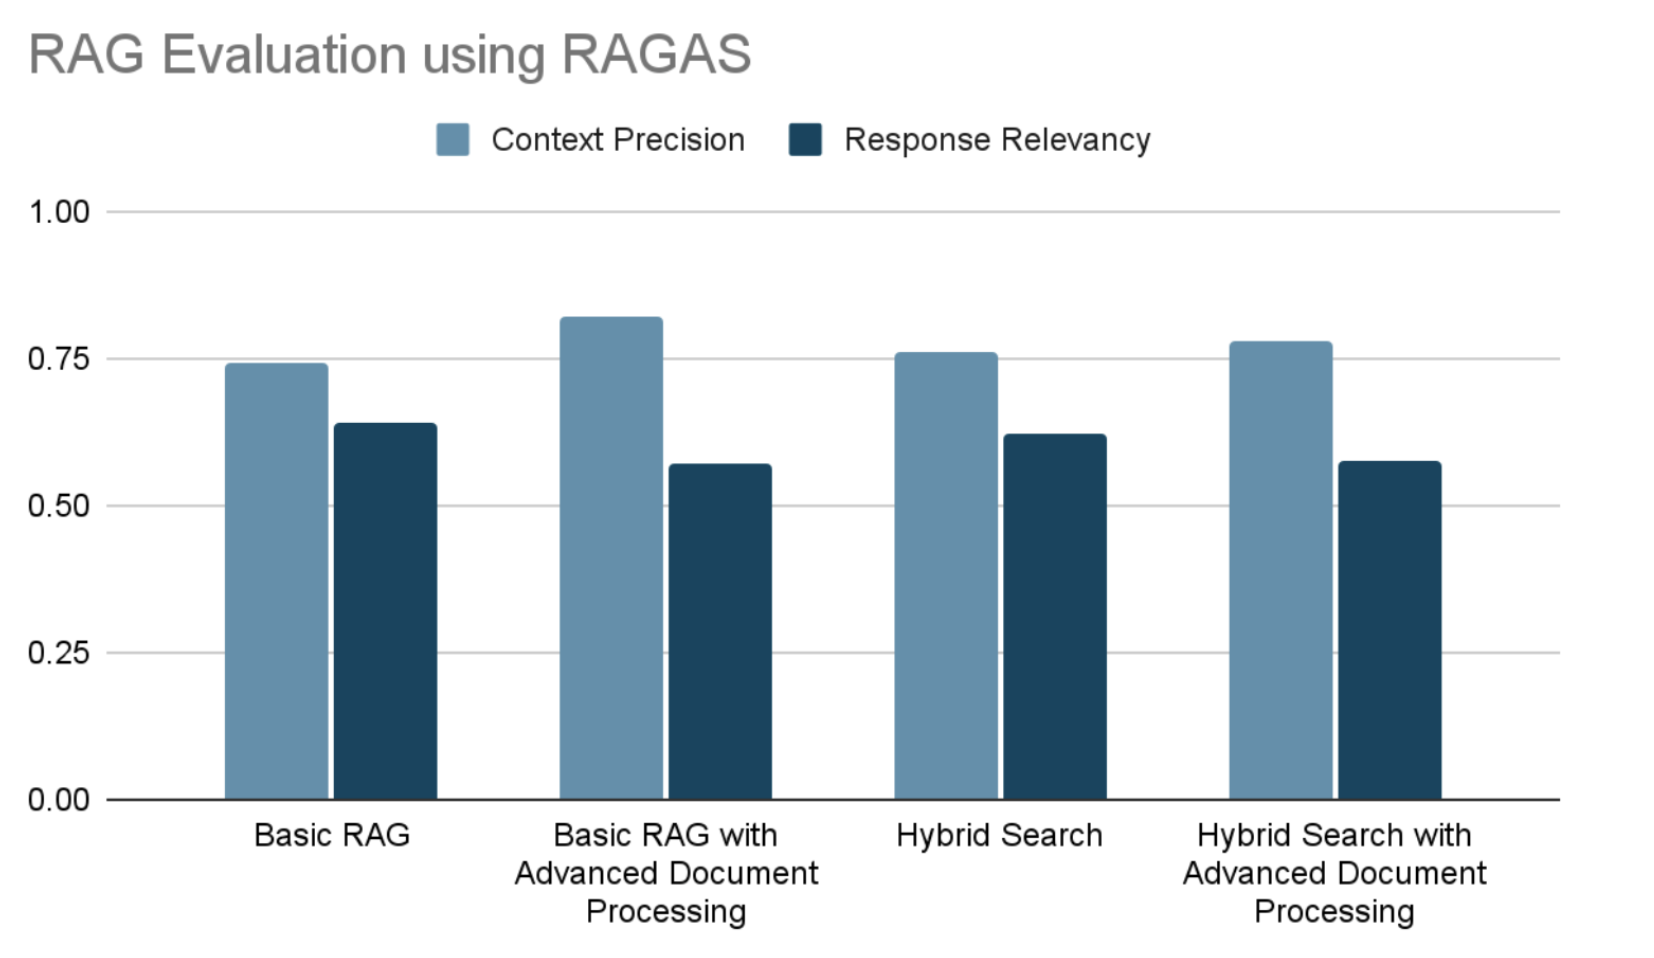 RAG Evaluation using RAGAS
Context Precision
Response Relevancy
1.00
0.75
0.50
0.25
0.00
Basic RAG
Basic RAG with
Advanced Document
Processing
Hybrid Search
Hybrid Search with
Advanced Document
Processing